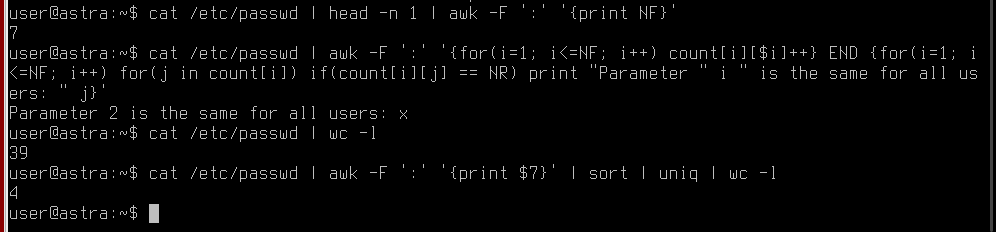 user@astra:~$ cat /etc/passwd | head -n 1 | awk -F ':' '{print NF}'
7
user@astra:~$ cat /etc/passwd | awk -F ':' '{for(i=1; i<=NF; i++) count[i][$i]++} END {for(i=1; i
<=NF; i++) for(j in count[i]) if(count[i][j] == NR) print "Parameter " i " is the same for all us
ers: " j}'
Parameter 2 is the same for all users: x
user@astra:~$ cat /etc/passwd | wc -l
39
user@astra:~$ cat /etc/passwd | awk -F ':' '{print $7}' | sort | uniq | wc -l
4
user@astra:~$